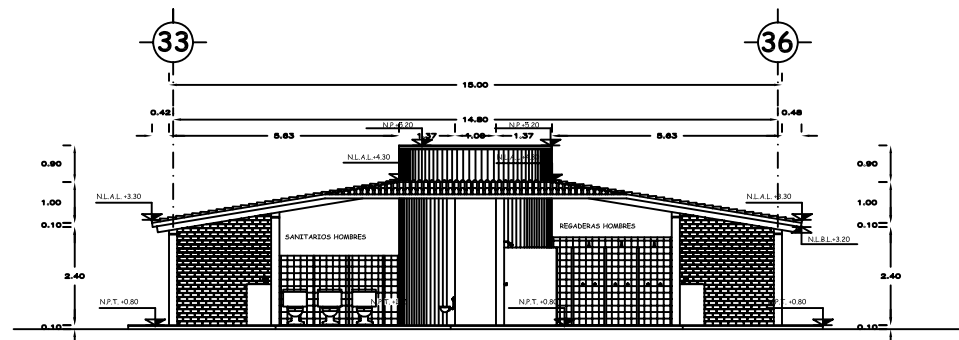 33
36
15.00
0.42
14.80
0.48
5.63
N.P.+5.20
1.37
1.06
N.P.+5.20
1.37
5.63
0.90
N.L.A.L.+4.30
0.90
N.L.A.L.+3.30
1.00
N.L.A.L.+3.30
1.00
0.10
SANITARIOS HOMBRES
REGADERAS HOMBRES
0.10
N.L.B.L.+3.20
2.40
2.40
N.P.T. +0.80
N.P.T. +0.80
N.P.T. +0.80
0.10
0.10